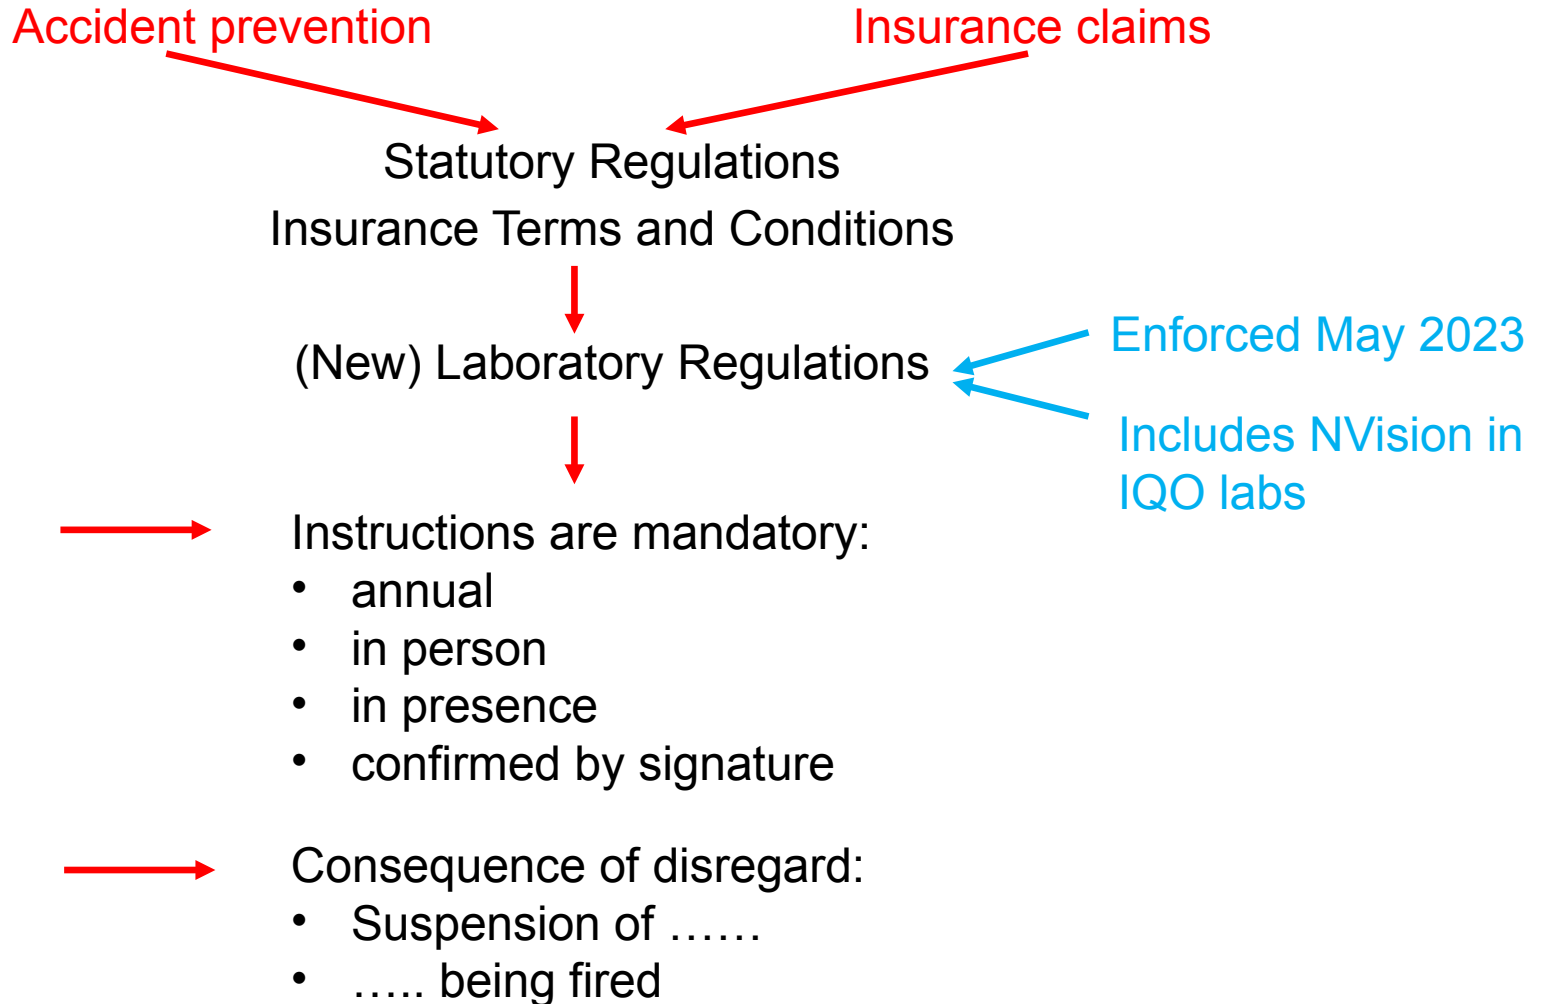 Accident prevention
Insurance claims
Statutory Regulations
Insurance Terms and Conditions
(New) Laboratory Regulations
Enforced May 2023
Includes NVision in
IQO labs
Instructions are mandatory:
• annual
• in person
• in presence
• confirmed by signature
Consequence of disregard:
• Suspension of ……
• ….. being fired